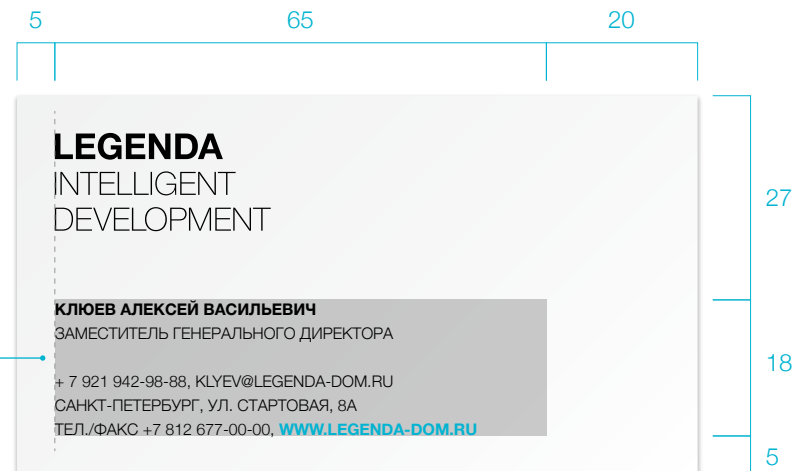 5 65 20
LEGENDA
INTELLIGENT
DEVELOPMENT
27
КЛЮЕВ АЛЕКСЕЙ ВАСИЛЬЕВИЧ
ЗАМЕСТИТЕЛЬ ГЕНЕРАЛЬНОГО ДИРЕКТОРА
18
+ 7 921 942-98-88, KLYEV@LEGENDA-DOM.RU
САНКТ-ПЕТЕРБУРГ, УЛ. СТАРТОВАЯ, 8А
ТЕЛ./ФАКС +7 812 677-00-00, WWW.LEGENDA-DOM.RU
5